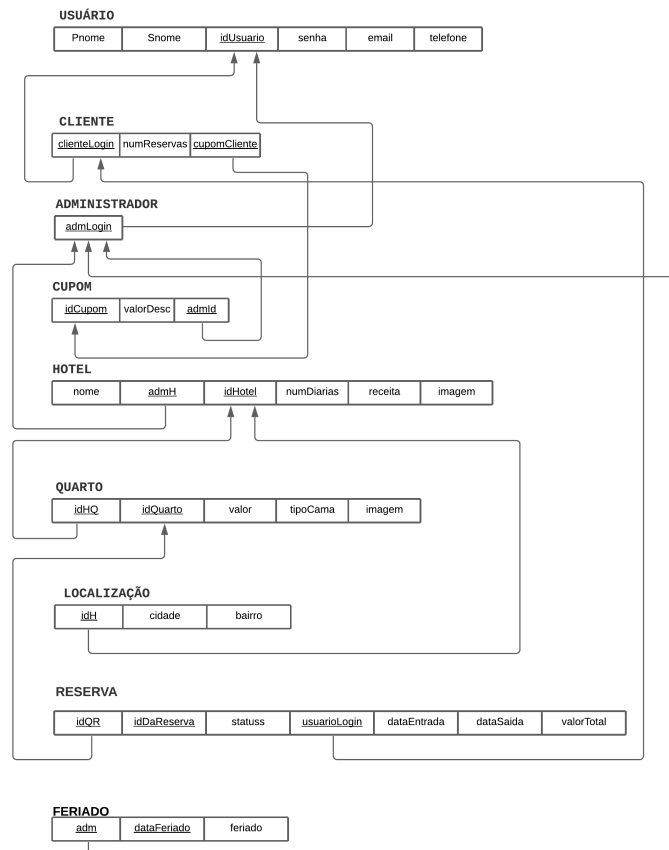 USUÁRIO
Pnome Snome idUsuario senha email telefone
CLIENTE
clienteLogin numReservas cupomCliente
ADMINISTRADOR
admLogin
CUPOM
idCupom valorDesc admId
HOTEL
nome admH idHotel numDiarias receita imagem
QUARTO
idHQ idQuarto valor tipoCama imagem
LOCALIZAÇÃO
idH cidade bairro
RESERVA
idQR idDaReserva statuss usuarioLogin dataEntrada dataSaida valorTotal
FERIADO
adm dataFeriado feriado